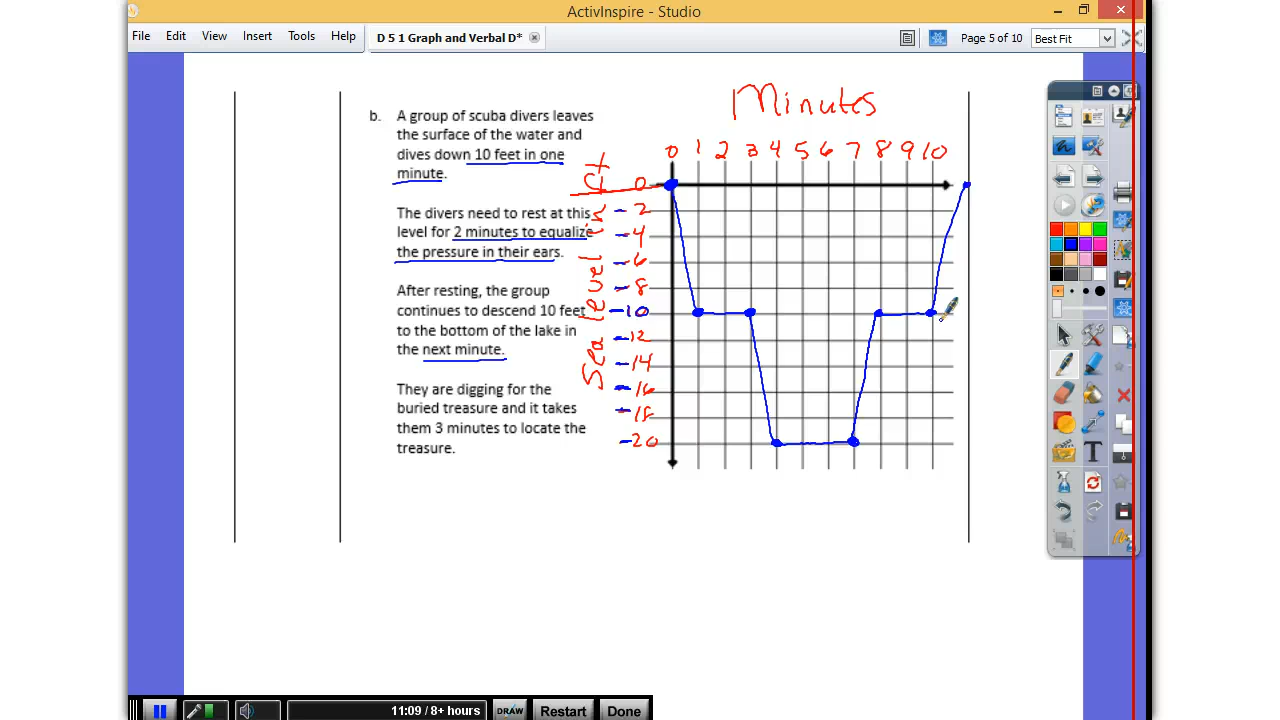 ActivInspire - Studio
File Edit View Insert Tools Help D 5 1 Graph and Verbal D* Page 5 of 10 Best Fit
Minutes
b. A group of scuba divers leaves
the surface of the water and
dives down 10 feet in one
minute.
The divers need to rest at this
level for 2 minutes to equalize
the pressure in their ears.
After resting, the group
continues to descend 10 feet
to the bottom of the lake in
the next minute.
They are digging for the
buried treasure and it takes
them 3 minutes to locate the
treasure.
Sea level is ft
0 1 2 3 4 5 6 7 8 9 10
0
-2
-4
-6
-8
-10
-12
-14
-16
-18
-20
11:09 / 8+ hours DRAW Restart Done